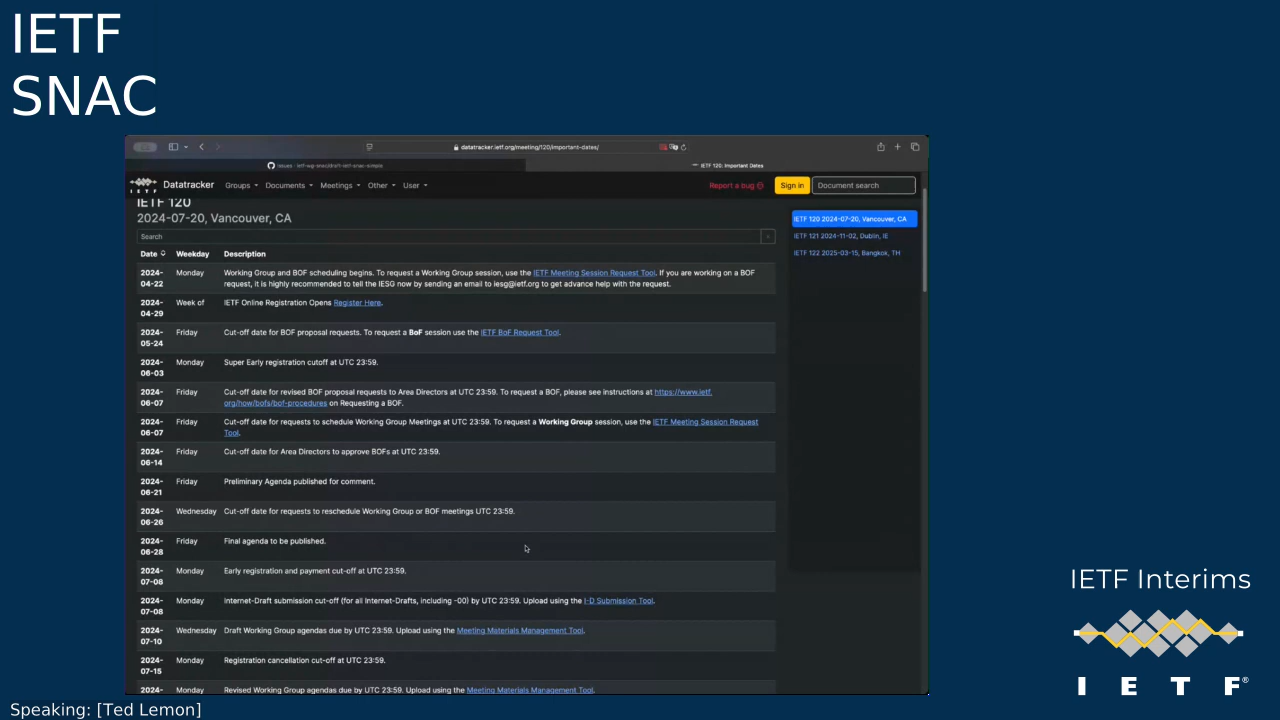 IETF
SNAC
datatracker.ietf.org/meeting/120/important-dates/
Issues · ietf-wg-snac/draft-ietf-snac-simple
IETF 120: Important Dates
IETF
Datatracker Groups Documents Meetings Other User Report a bug Sign in Document search
IETF 120
2024-07-20, Vancouver, CA
Search
IETF 120 2024-07-20, Vancouver, CA
IETF 121 2024-11-02, Dublin, IE
IETF 122 2025-03-15, Bangkok, TH
Date Weekday Description
2024-04-22 Monday Working Group and BOF scheduling begins. To request a Working Group session, use the IETF Meeting Session Request Tool. If you are working on a BOF
request, it is highly recommended to tell the IESG now by sending an email to iesg@ietf.org to get advance help with the request.
2024-04-29 Week of IETF Online Registration Opens Register Here.
2024-05-24 Friday Cut-off date for BOF proposal requests. To request a BoF session use the IETF BoF Request Tool.
2024-06-03 Monday Super Early registration cutoff at UTC 23:59.
2024-06-07 Friday Cut-off date for revised BOF proposal requests to Area Directors at UTC 23:59. To request a BOF, please see instructions at https://www.ietf.
org/how/bofs/bof-procedures on Requesting a BOF.
2024-06-07 Friday Cut-off date for requests to schedule Working Group Meetings at UTC 23:59. To request a Working Group session, use the IETF Meeting Session Request
Tool.
2024-06-14 Friday Cut-off date for Area Directors to approve BOFs at UTC 23:59.
2024-06-21 Friday Preliminary Agenda published for comment.
2024-06-26 Wednesday Cut-off date for requests to reschedule Working Group or BOF meetings UTC 23:59.
2024-06-28 Friday Final agenda to be published.
2024-07-08 Monday Early registration and payment cut-off at UTC 23:59.
2024-07-08 Monday Internet-Draft submission cut-off (for all Internet-Drafts, including -00) by UTC 23:59. Upload using the I-D Submission Tool.
2024-07-10 Wednesday Draft Working Group agendas due by UTC 23:59. Upload using the Meeting Materials Management Tool.
2024-07-15 Monday Registration cancellation cut-off at UTC 23:59.
2024- Monday Revised Working Group agendas due by UTC 23:59. Upload using the Meeting Materials Management Tool.
IETF Interims
I E T F®
Speaking: [Ted Lemon]